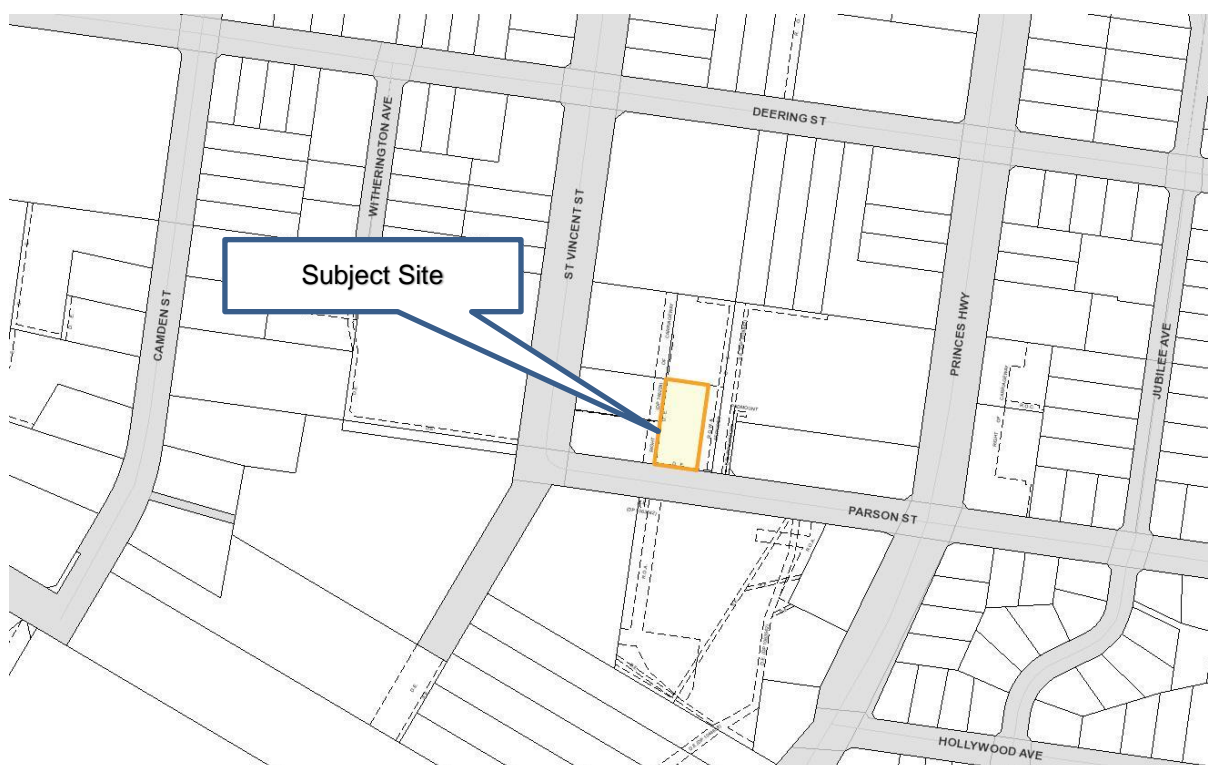 DEERING ST
WITHERINGTON AVE
ST VINCENT ST
Subject Site
CAMDEN ST
PRINCES HWY
JUBILEE AVE
PARSON ST
HOLLYWOOD AVE
RIGHT
D. E.
D.E.
R.O.A